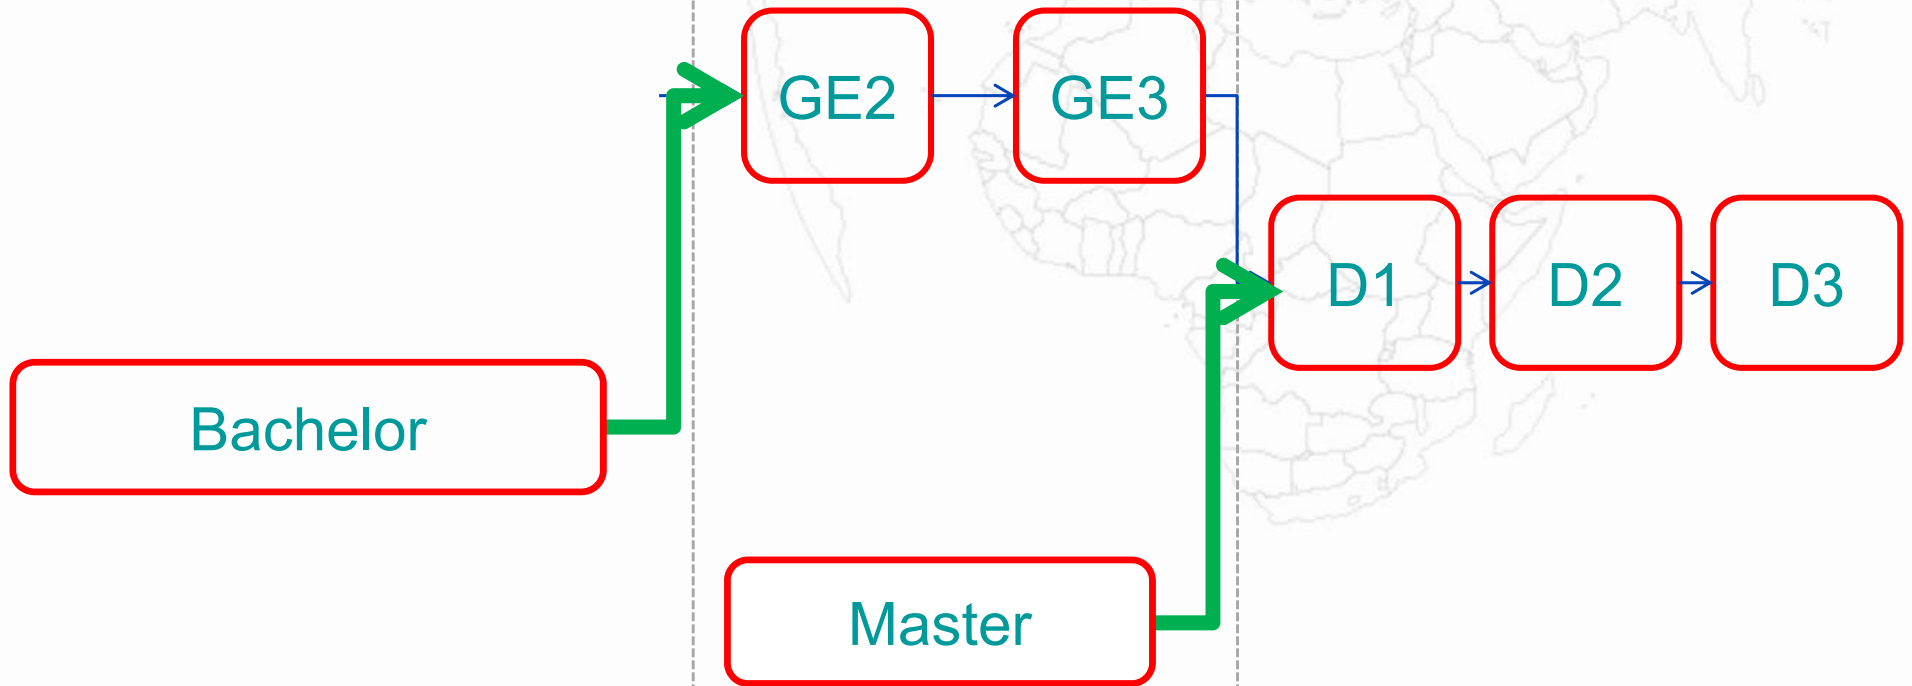 GE2
GE3
D1
D2
D3
Bachelor
Master